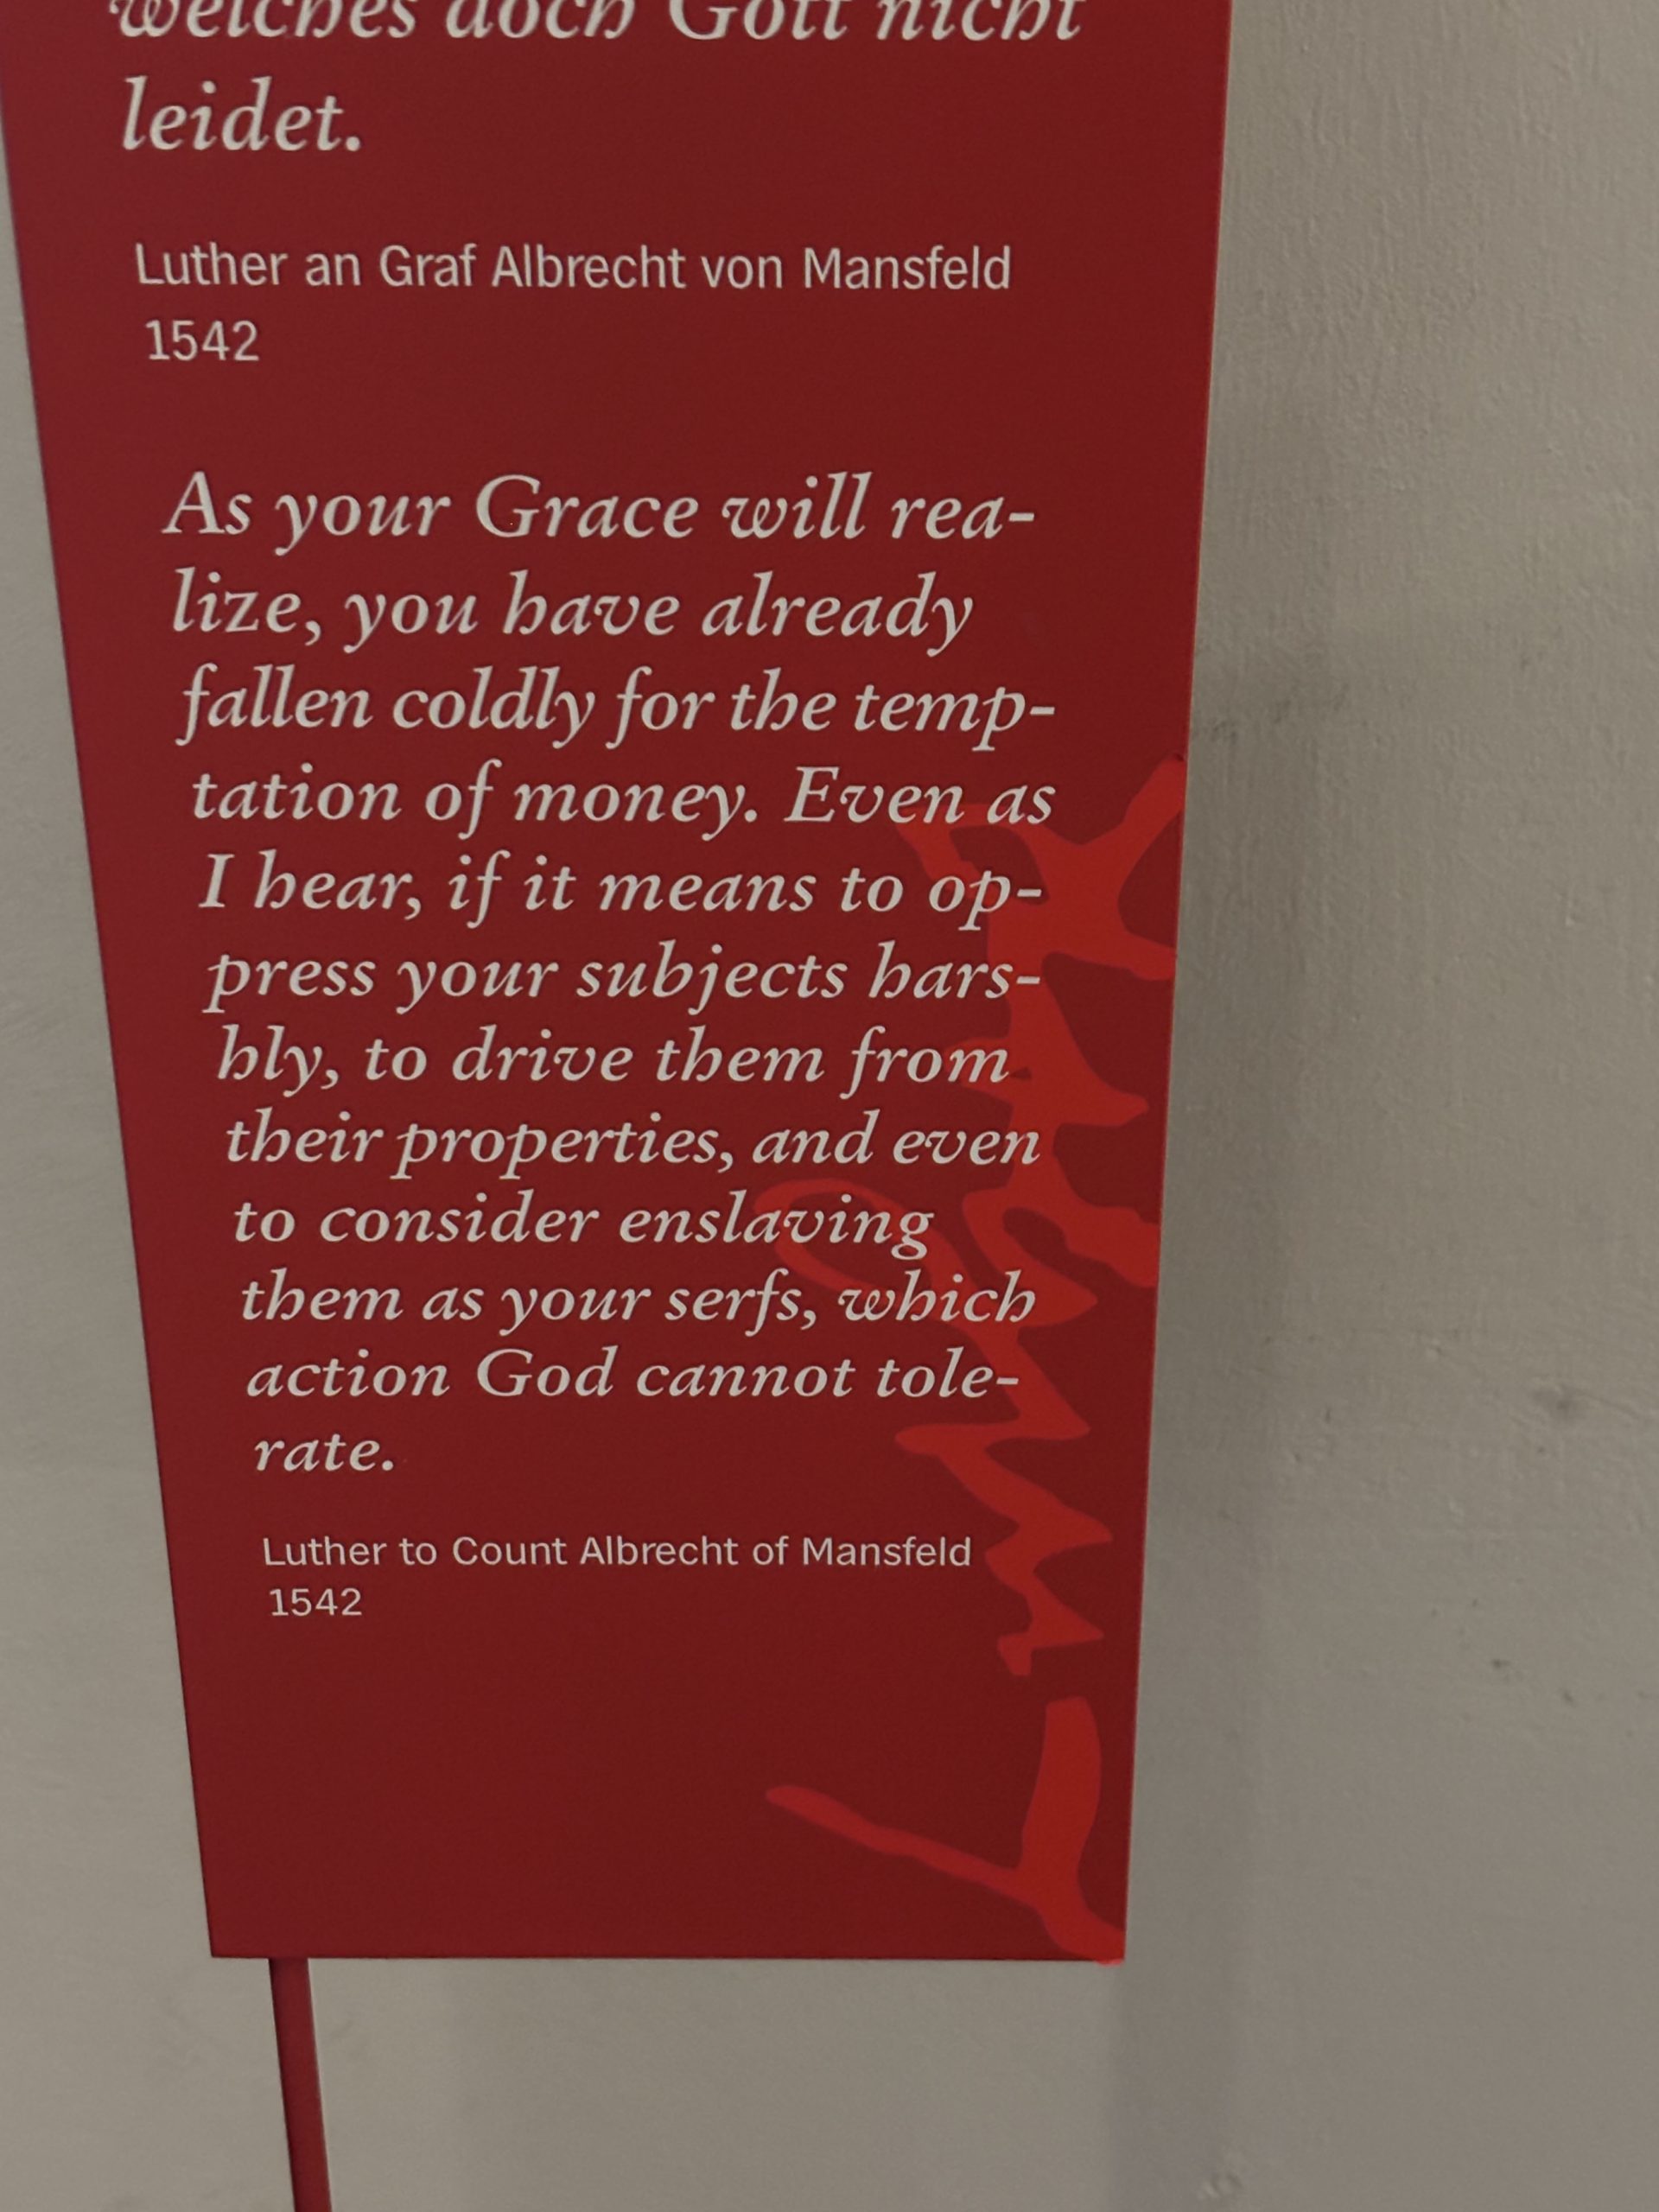 welches doch Gott nicht
leidet.
Luther an Graf Albrecht von Mansfeld
1542
As your Grace will rea-
lize, you have already
fallen coldly for the temp-
tation of money. Even as
I hear, if it means to op-
press your subjects hars-
hly, to drive them from
their properties, and even
to consider enslaving
them as your serfs, which
action God cannot tole-
rate.
Luther to Count Albrecht of Mansfeld
1542